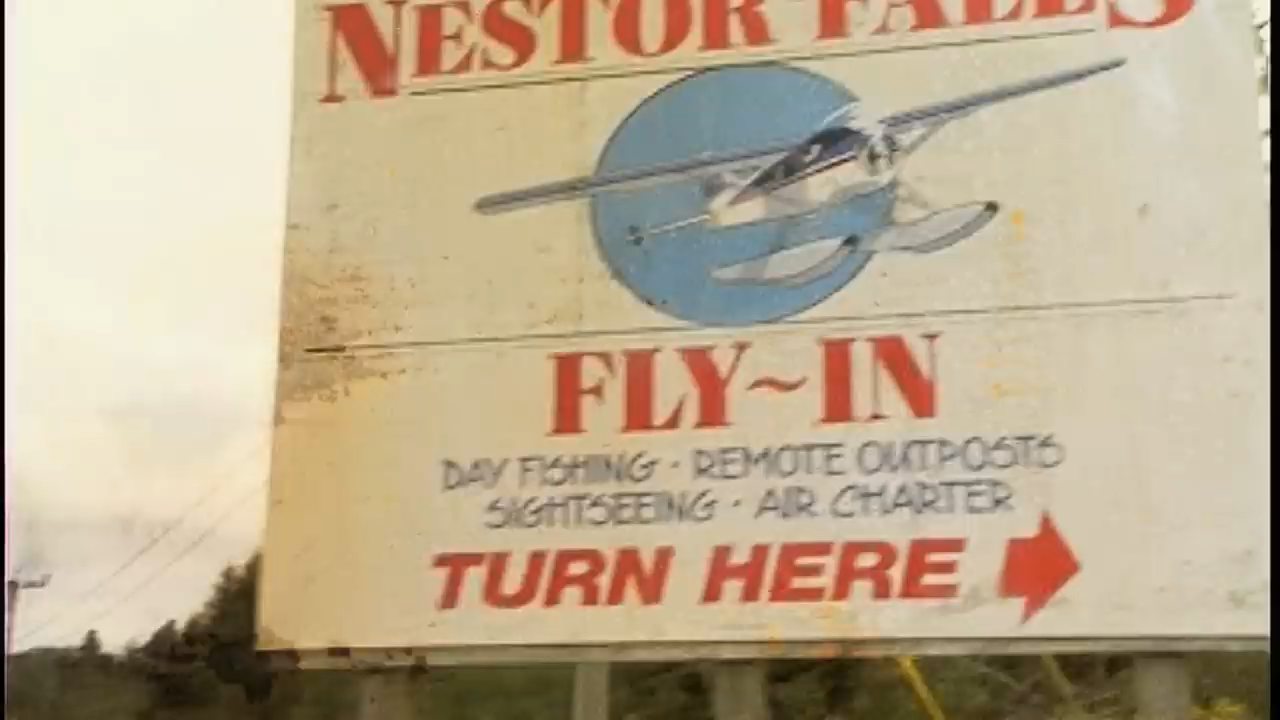 NESTOR FALLS
FLY~IN
DAY FISHING · REMOTE OUTPOSTS
SIGHTSEEING · AIR CHARTER
TURN HERE